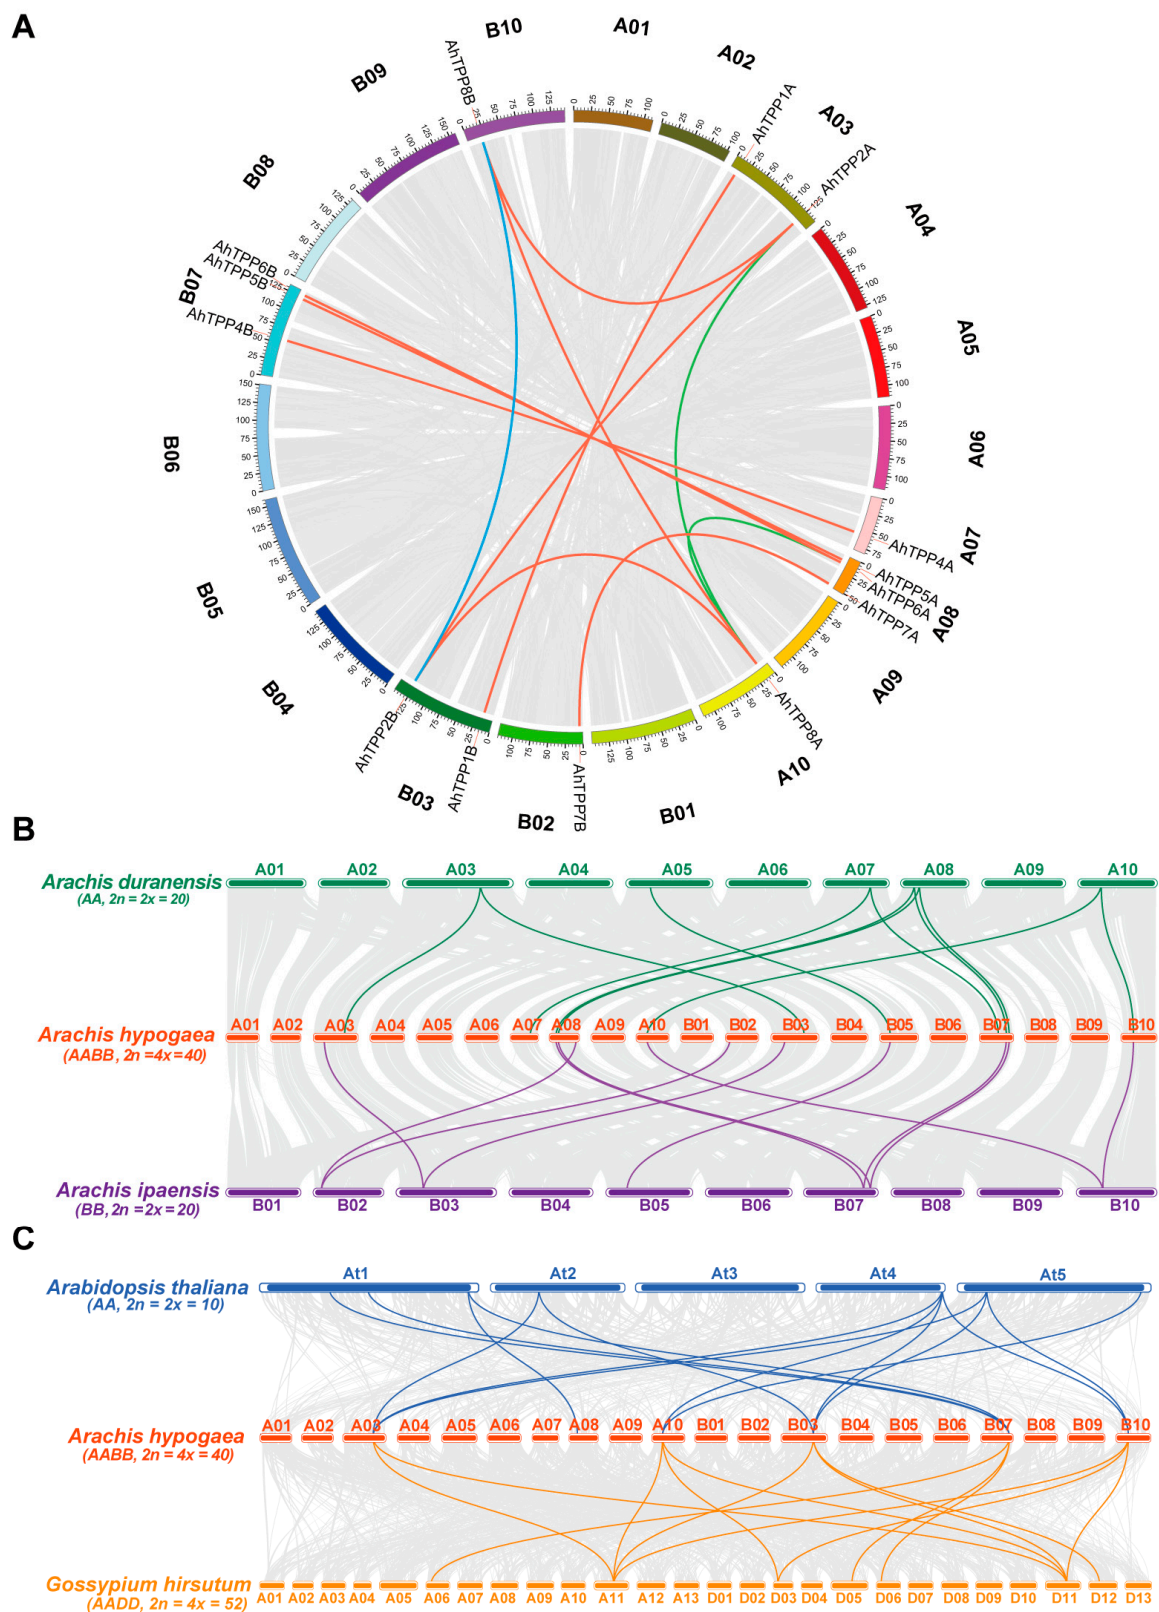 A
B10
A01
A02
A03
A04
A05
A06
A07
A08
A09
A10
B01
B02
B03
B04
B05
B06
B07
B08
B09
AhTPP8B
AhTPP1A
AhTPP2A
AhTPP4A
AhTPP5A
AhTPP6A
AhTPP7A
AhTPP8A
AhTPP7B
AhTPP1B
AhTPP2B
AhTPP4B
AhTPP5B
AhTPP6B
B
A01 A02 A03 A04 A05 A06 A07 A08 A09 A10
Arachis duranensis
(AA, 2n = 2x = 20)
A01 A02 A03 A04 A05 A06 A07 A08 A09 A10 B01 B02 B03 B04 B05 B06 B07 B08 B09 B10
Arachis hypogaea
(AABB, 2n =4x=40)
Arachis ipaensis
(BB, 2n =2x= 20)
B01 B02 B03 B04 B05 B06 B07 B08 B09 B10
C
At1 At2 At3 At4 At5
Arabidopsis thaliana
(AA, 2n = 2x = 10)
A01 A02 A03 A04 A05 A06 A07 A08 A09 A10 B01 B02 B03 B04 B05 B06 B07 B08 B09 B10
Arachis hypogaea
(AABB, 2n = 4x = 40)
Gossypium hirsutum
(AADD, 2n = 4x = 52)
A01 A02 A03 A04 A05 A06 A07 A08 A09 A10 A11 A12 A13 D01 D02 D03 D04 D05 D06 D07 D08 D09 D10 D11 D12 D13